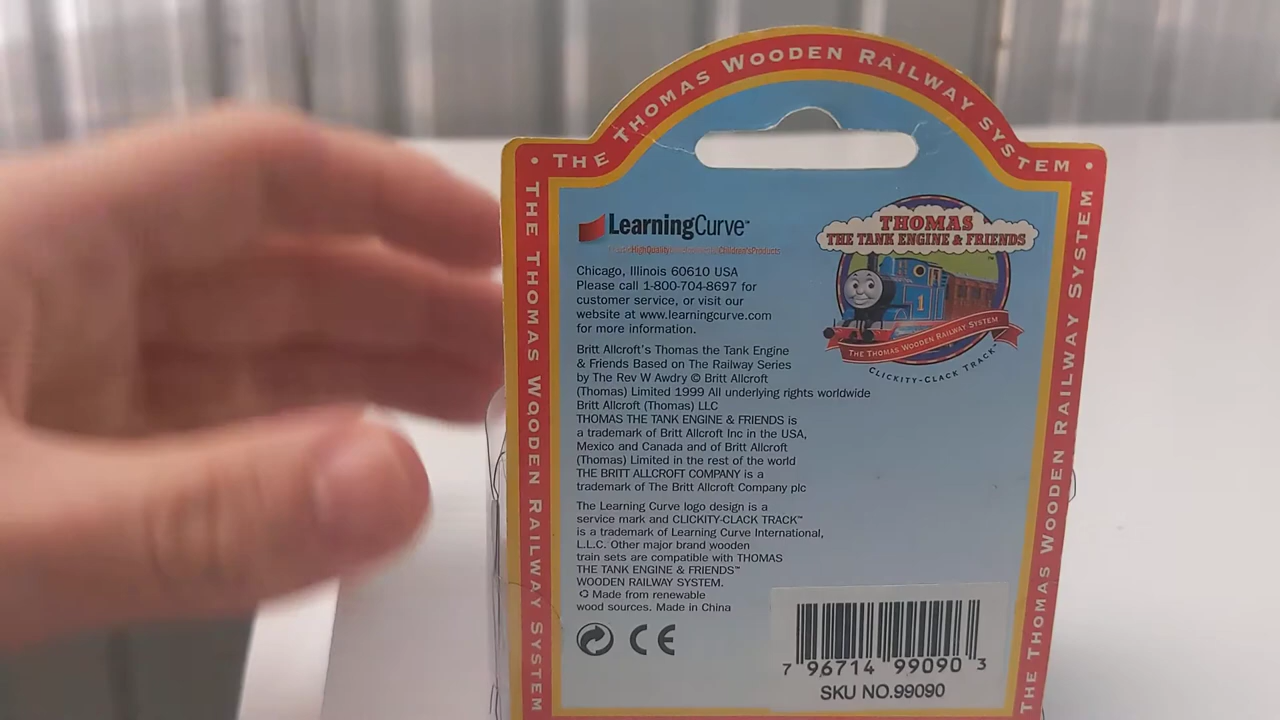 • THE THOMAS WOODEN RAILWAY SYSTEM •
THE THOMAS WOODEN RAILWAY SYSTEM
THE THOMAS WOODEN RAILWAY SYSTEM
LearningCurve™
HighQuality Children'sProducts
Chicago, Illinois 60610 USA
Please call 1-800-704-8697 for
customer service, or visit our
website at www.learningcurve.com
for more information.
THOMAS
THE TANK ENGINE & FRIENDS
1
THE THOMAS WOODEN RAILWAY SYSTEM
CLICKITY-CLACK TRACK™
Britt Allcroft's Thomas the Tank Engine
& Friends Based on The Railway Series
by The Rev W Awdry © Britt Allcroft
(Thomas) Limited 1999 All underlying rights worldwide
Britt Allcroft (Thomas) LLC
THOMAS THE TANK ENGINE & FRIENDS is
a trademark of Britt Allcroft Inc in the USA,
Mexico and Canada and of Britt Allcroft
(Thomas) Limited in the rest of the world
THE BRITT ALLCROFT COMPANY is a
trademark of The Britt Allcroft Company plc
The Learning Curve logo design is a
service mark and CLICKITY-CLACK TRACK™
is a trademark of Learning Curve International,
L.L.C. Other major brand wooden
train sets are compatible with THOMAS
THE TANK ENGINE & FRIENDS™
WOODEN RAILWAY SYSTEM.
Made from renewable
wood sources. Made in China
CE
7 96714 99090 3
SKU NO.99090